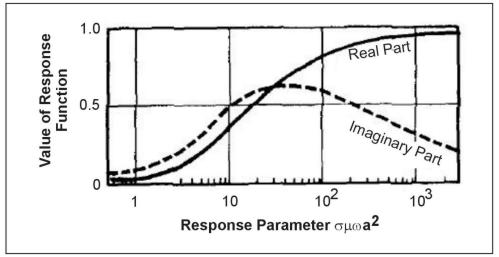 Value of Response
Function
1.0
0.5
0
Real Part
Imaginary Part
1
10
10²
10³
Response Parameter σμωa²